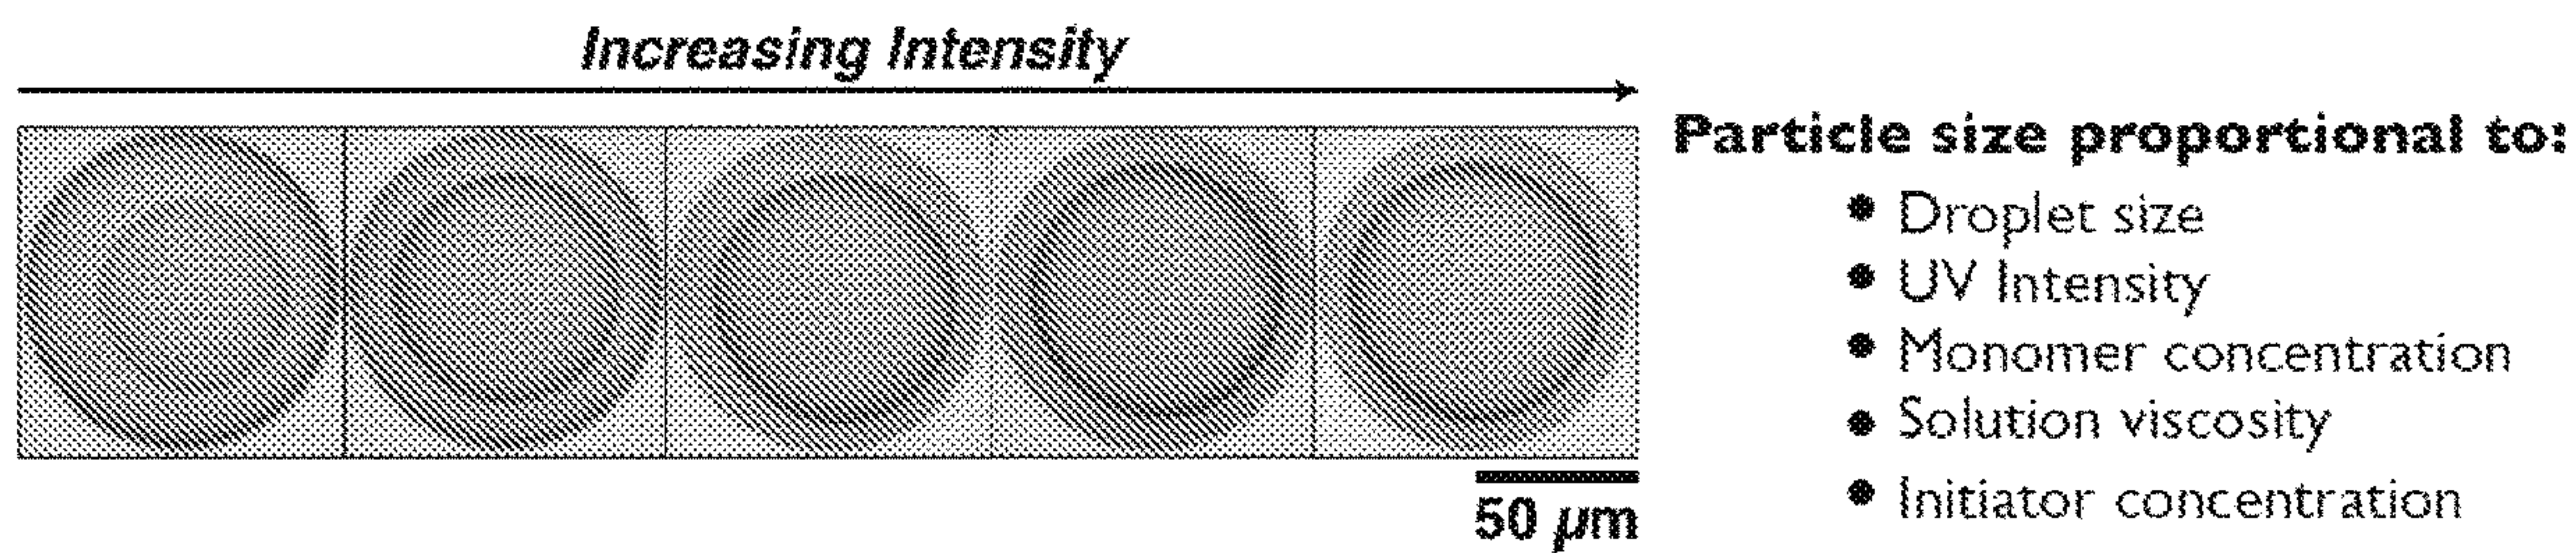 Increasing Intensity
Particle size proportional to:
• Droplet size
• UV Intensity
• Monomer concentration
• Solution viscosity
• Initiator concentration
50 µm